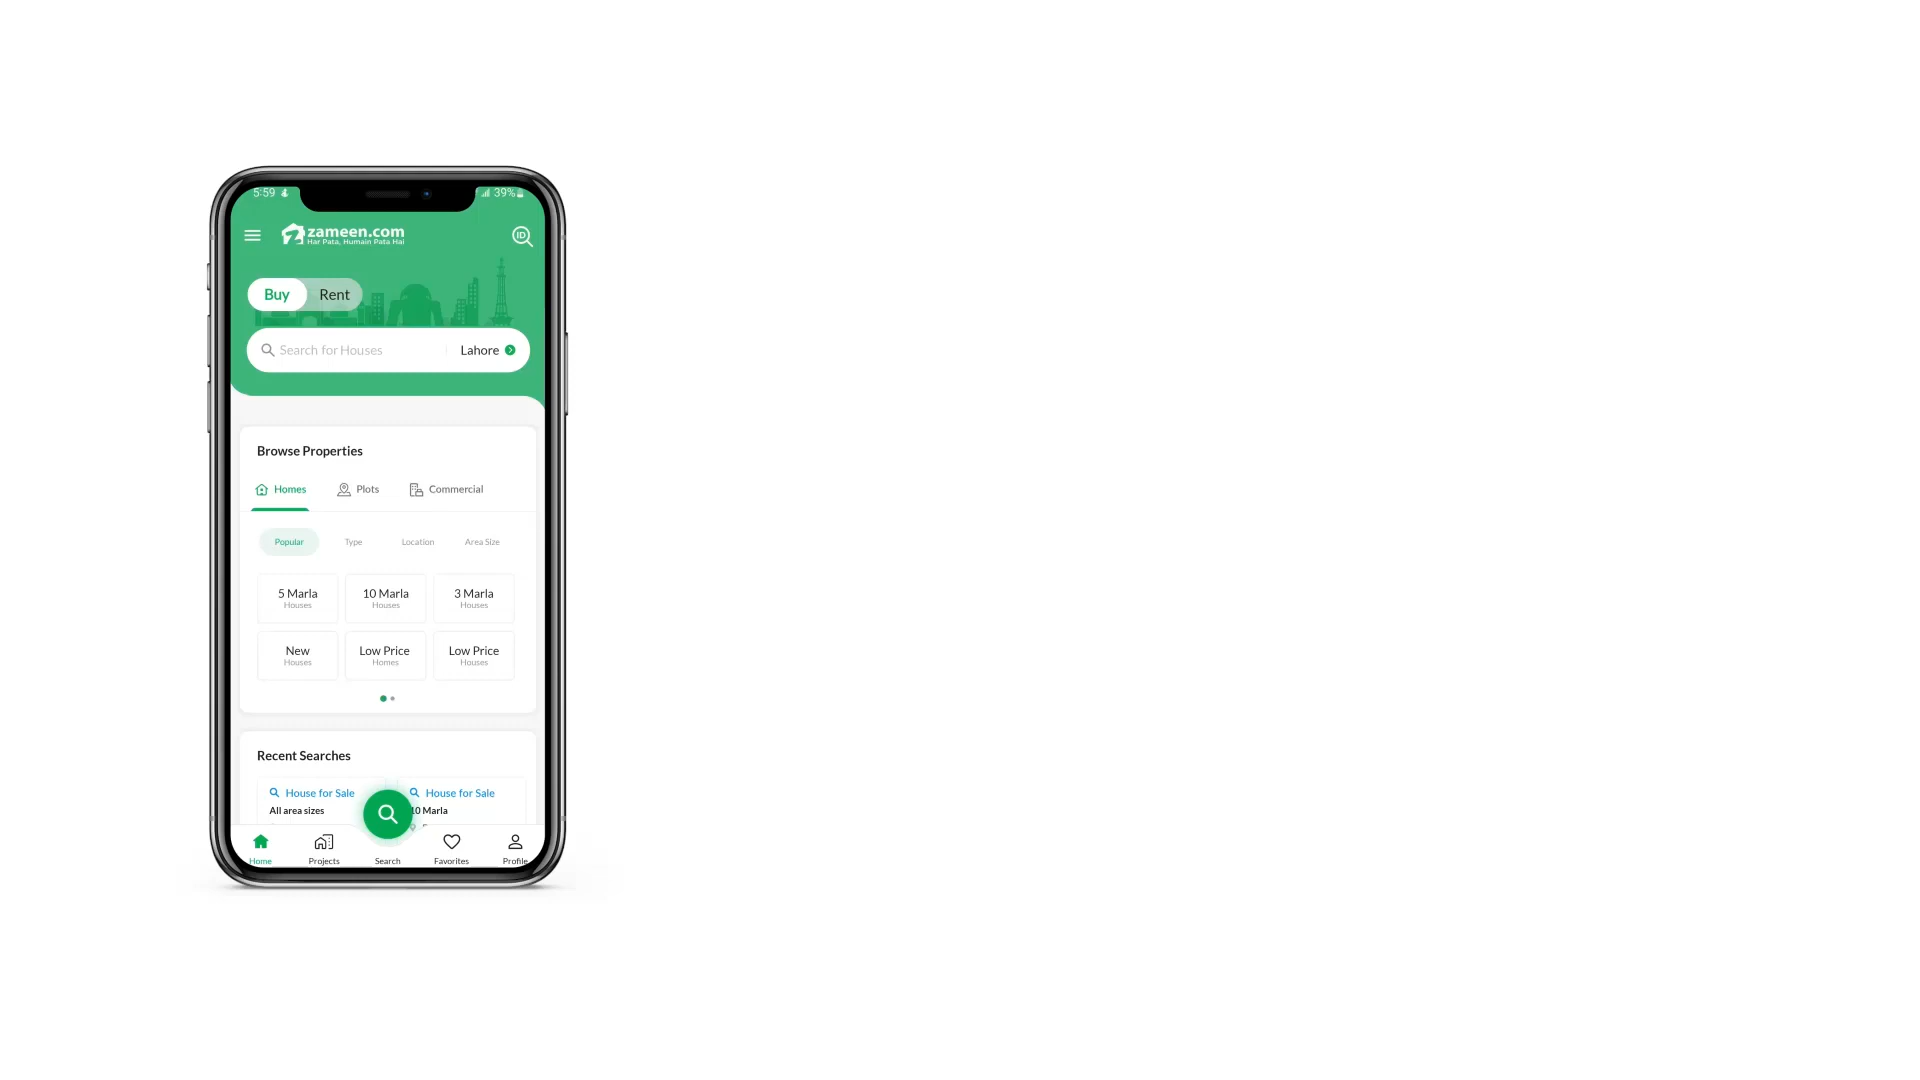 5:59
39%
zameen.com
Har Pata, Humain Pata Hai
ID
Buy Rent
Search for Houses Lahore
Browse Properties
Homes Plots Commercial
Popular Type Location Area Size
5 Marla 10 Marla 3 Marla
Houses Houses Houses
New Low Price Low Price
Houses Homes Houses
Recent Searches
House for Sale House for Sale
All area sizes 10 Marla
Home Projects Search Favorites Profile